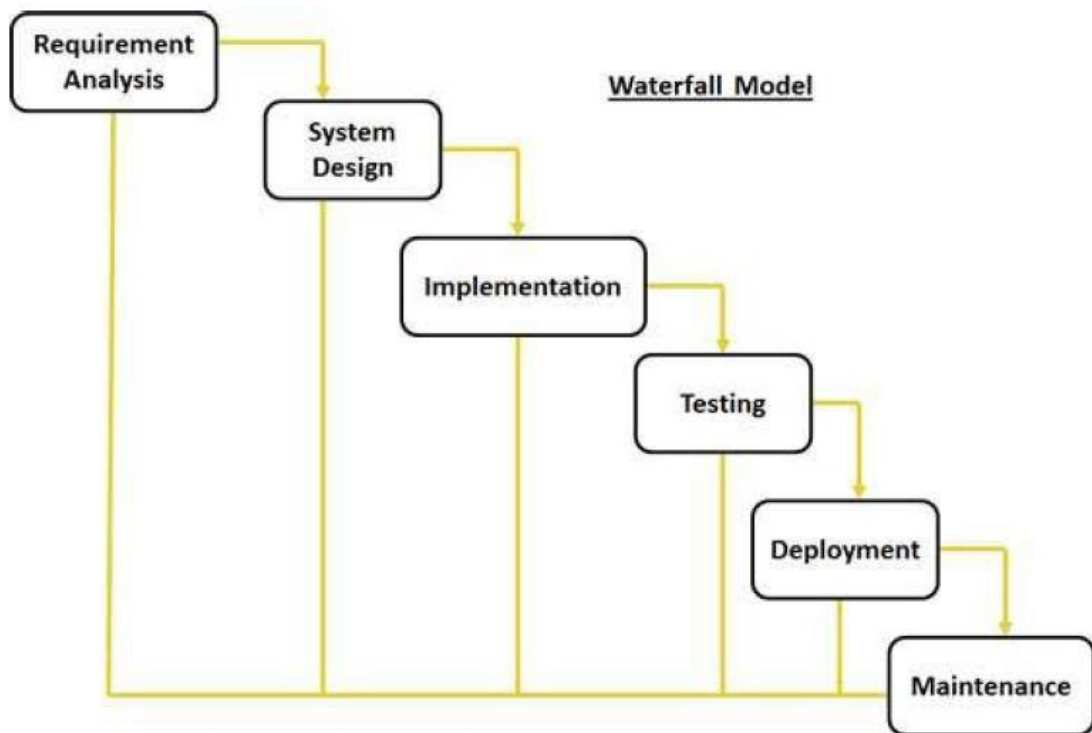 Requirement
Analysis
Waterfall Model
System
Design
Implementation
Testing
Deployment
Maintenance